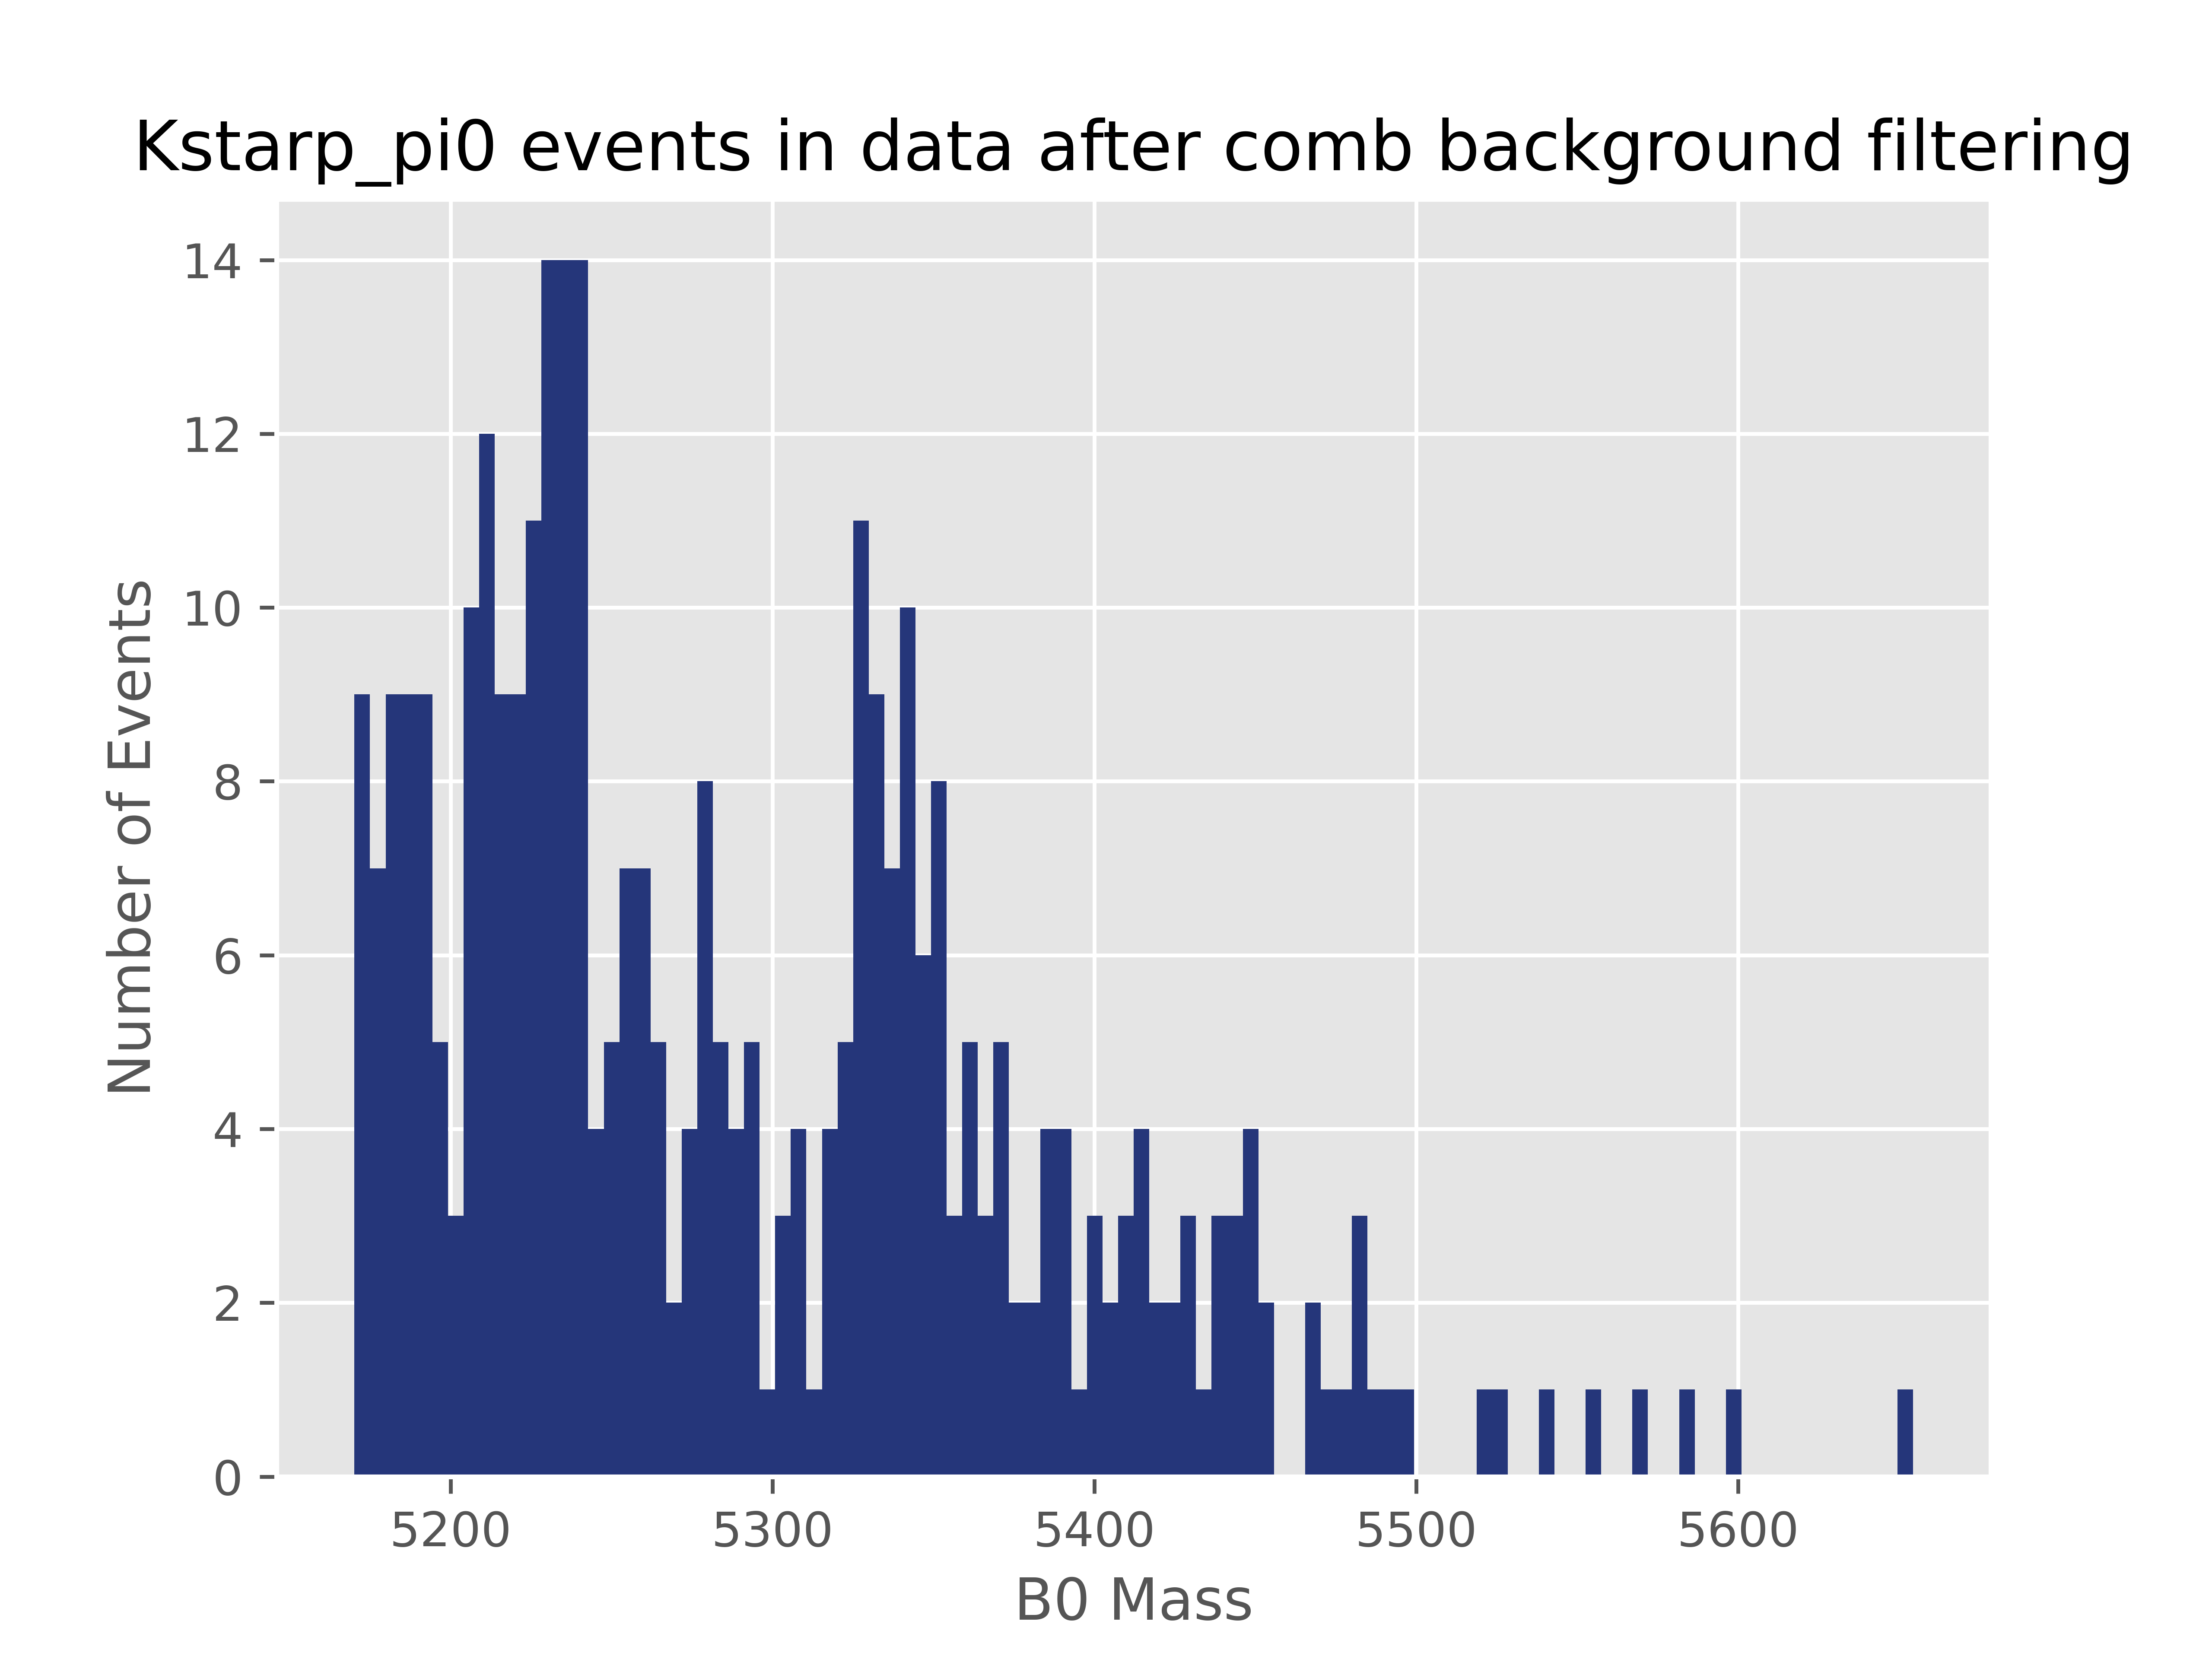 Kstarp_pi0 events in data after comb background filtering
14
12
10
8
6
4
2
0
Number of Events
5200 5300 5400 5500 5600
B0 Mass